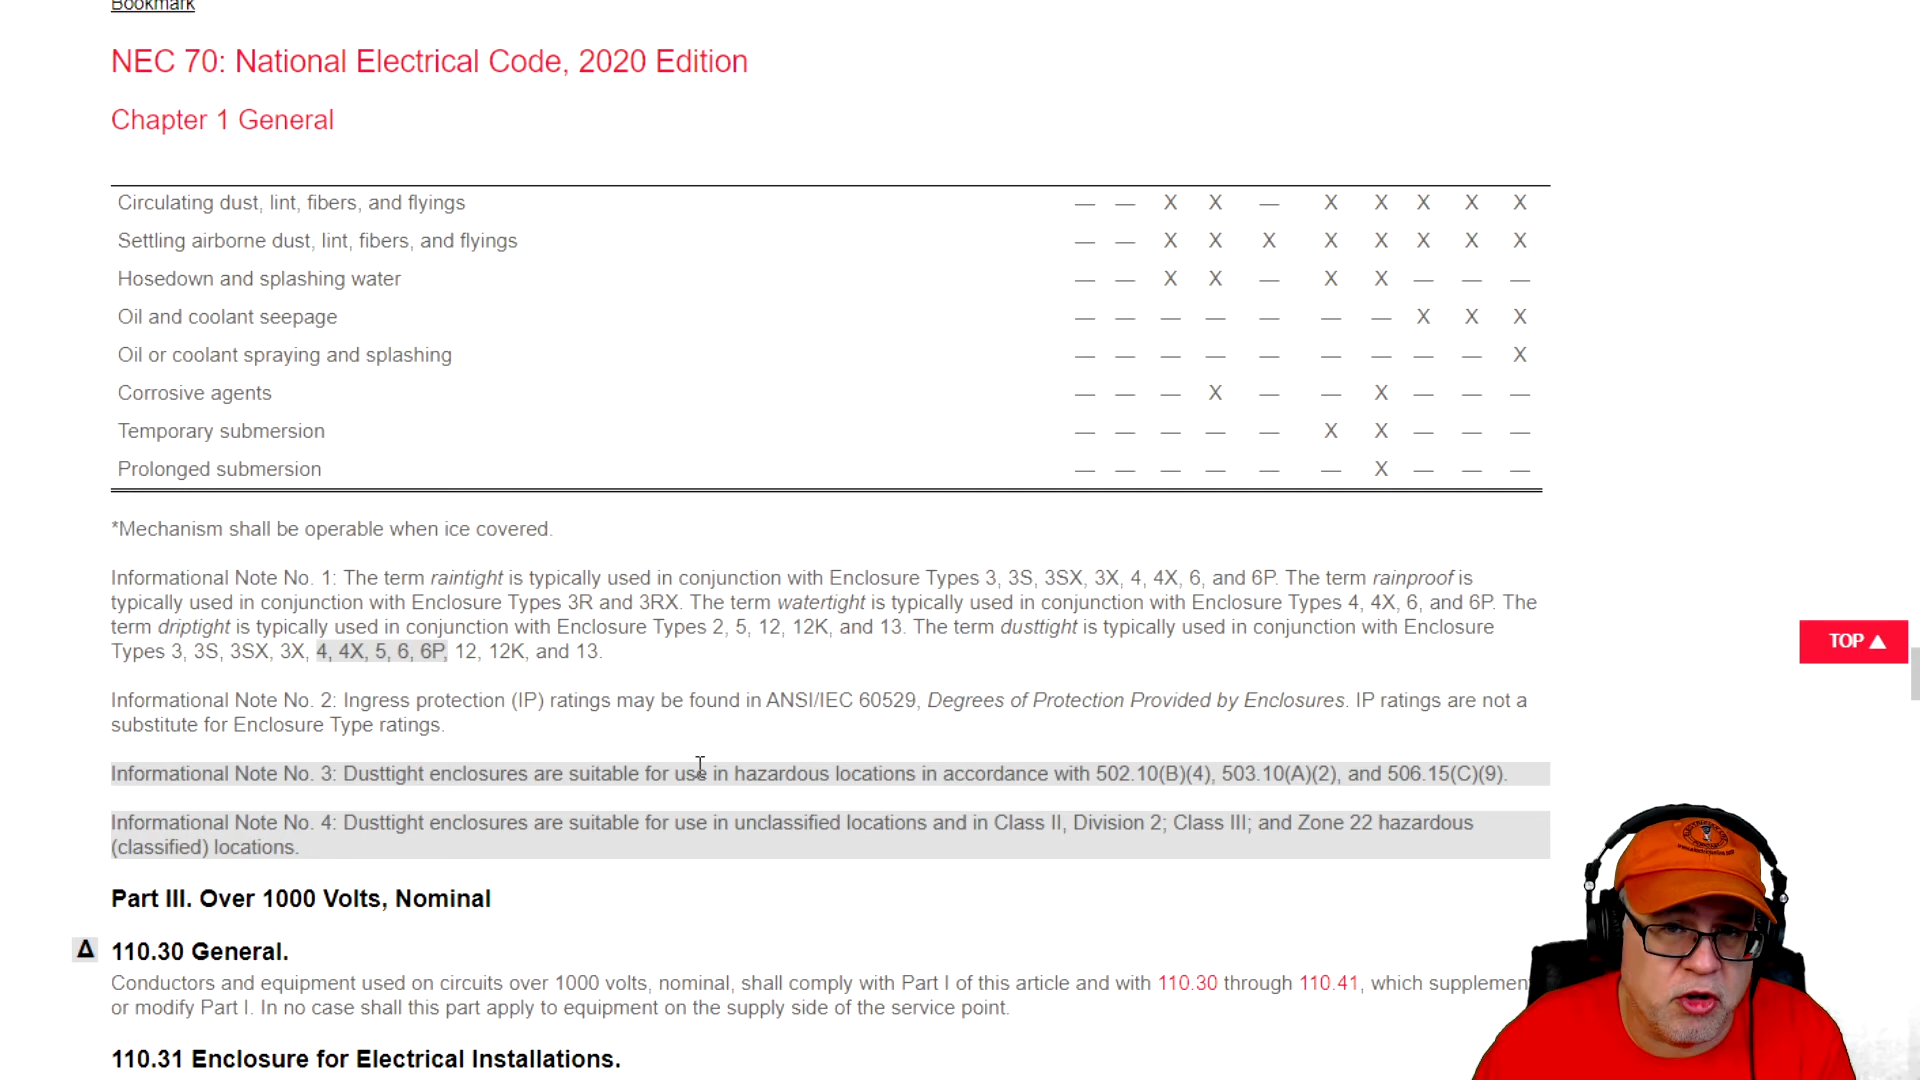 Bookmark
NEC 70: National Electrical Code, 2020 Edition
Chapter 1 General
Circulating dust, lint, fibers, and flyings — — X X — X X X X X
Settling airborne dust, lint, fibers, and flyings — — X X X X X X X X
Hosedown and splashing water — — X X — X X — — —
Oil and coolant seepage — — — — — — — X X X
Oil or coolant spraying and splashing — — — — — — — — — X
Corrosive agents — — — X — — X — — —
Temporary submersion — — — — — X X — — —
Prolonged submersion — — — — — — X — — —
*Mechanism shall be operable when ice covered.
Informational Note No. 1: The term raintight is typically used in conjunction with Enclosure Types 3, 3S, 3SX, 3X, 4, 4X, 6, and 6P. The term rainproof is
typically used in conjunction with Enclosure Types 3R and 3RX. The term watertight is typically used in conjunction with Enclosure Types 4, 4X, 6, and 6P. The
term driptight is typically used in conjunction with Enclosure Types 2, 5, 12, 12K, and 13. The term dusttight is typically used in conjunction with Enclosure
Types 3, 3S, 3SX, 3X, 4, 4X, 5, 6, 6P, 12, 12K, and 13.
TOP ▲
Informational Note No. 2: Ingress protection (IP) ratings may be found in ANSI/IEC 60529, Degrees of Protection Provided by Enclosures. IP ratings are not a
substitute for Enclosure Type ratings.
Informational Note No. 3: Dusttight enclosures are suitable for use in hazardous locations in accordance with 502.10(B)(4), 503.10(A)(2), and 506.15(C)(9).
Informational Note No. 4: Dusttight enclosures are suitable for use in unclassified locations and in Class II, Division 2; Class III; and Zone 22 hazardous
(classified) locations.
Part III. Over 1000 Volts, Nominal
Δ 110.30 General.
Conductors and equipment used on circuits over 1000 volts, nominal, shall comply with Part I of this article and with 110.30 through 110.41, which supplemen
or modify Part I. In no case shall this part apply to equipment on the supply side of the service point.
110.31 Enclosure for Electrical Installations.